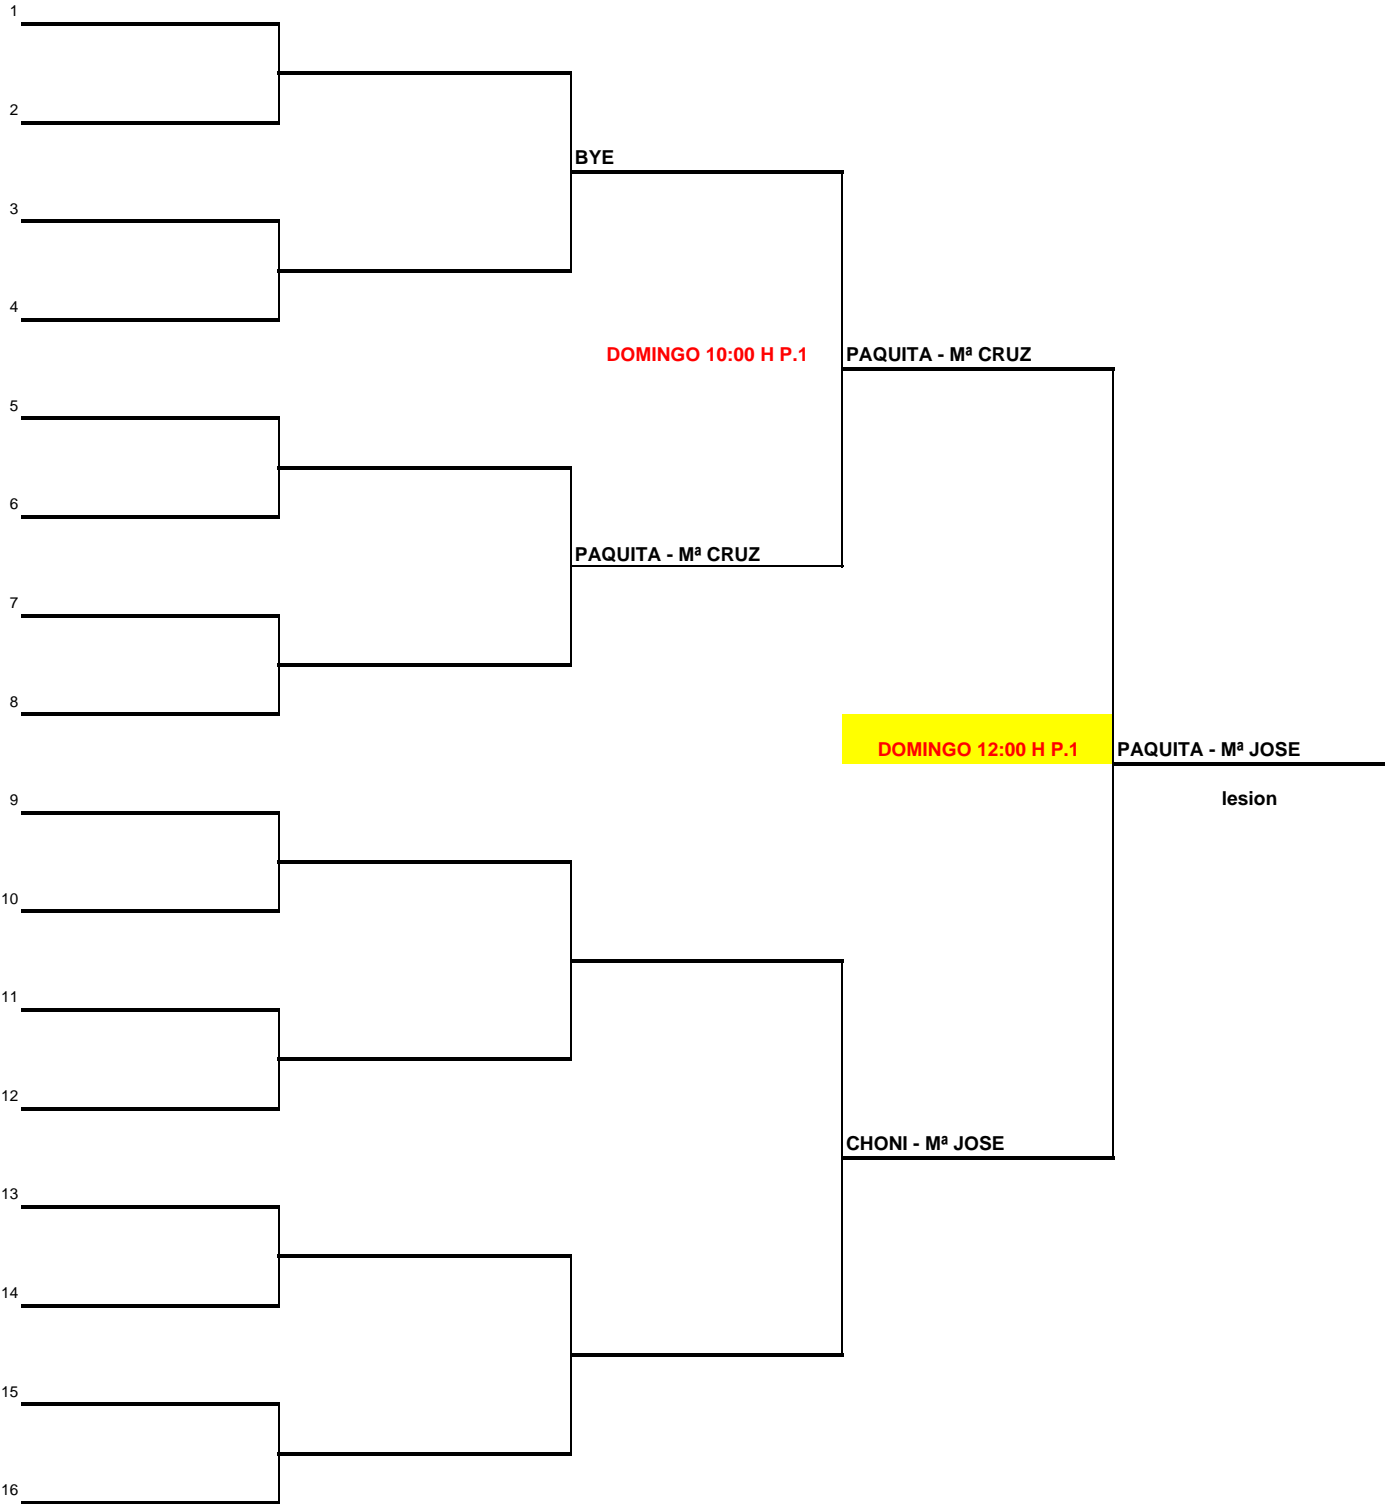 1
2
BYE
3
4
DOMINGO 10:00 H P.1
PAQUITA - Mª CRUZ
5
6
PAQUITA - Mª CRUZ
7
8
DOMINGO 12:00 H P.1
PAQUITA - Mª JOSE
9
lesion
10
11
12
CHONI - Mª JOSE
13
14
15
16